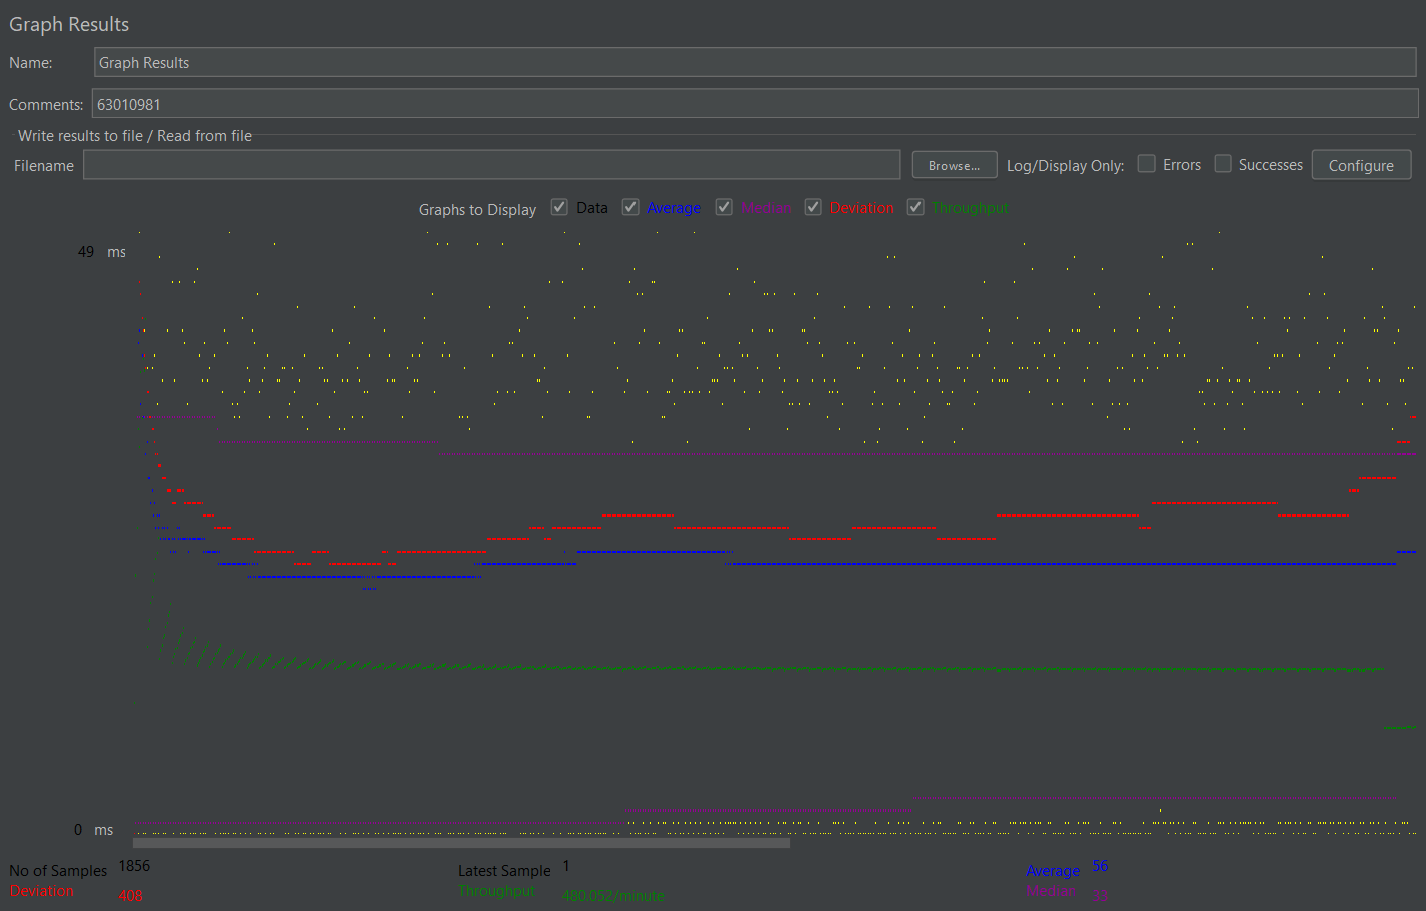 Graph Results
Name: Graph Results
Comments: 63010981
Write results to file / Read from file
Filename Browse... Log/Display Only: Errors Successes Configure
Graphs to Display Data Average Median Deviation Throughput
49 ms
0 ms
No of Samples 1856 Latest Sample 1 Average 56
Deviation 408 Throughput 480.052/minute Median 33